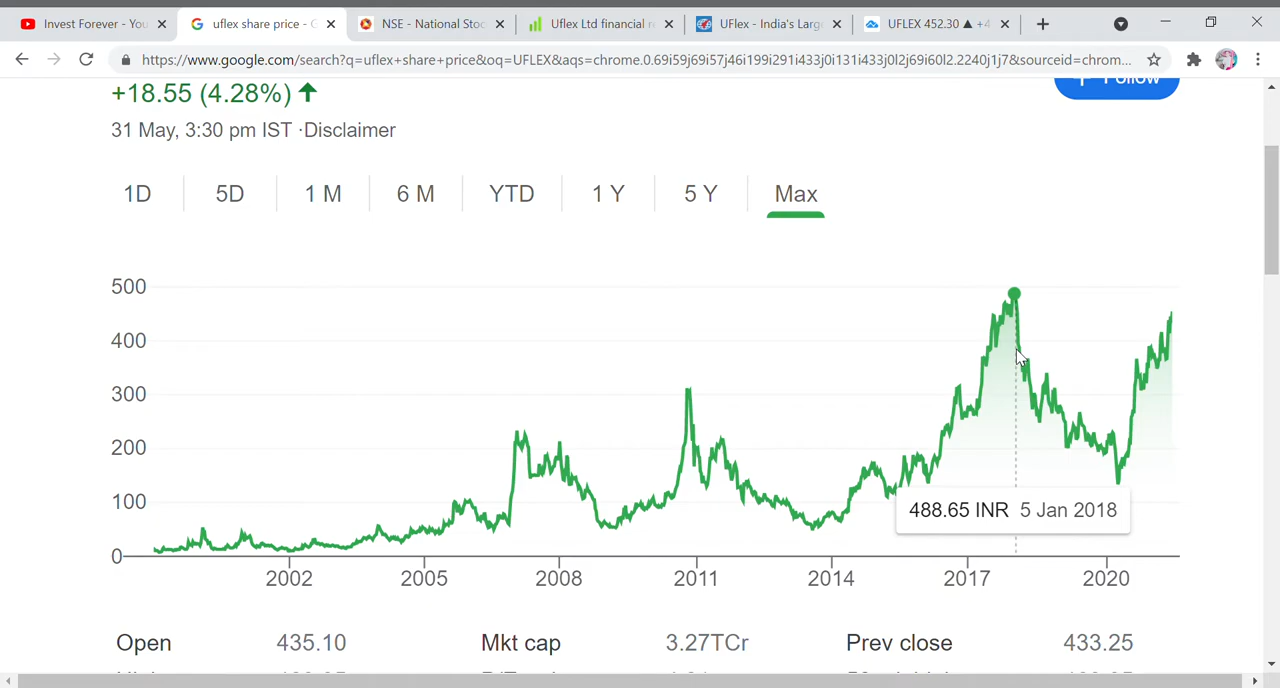 Invest Forever - You
uflex share price - G
NSE - National Stoc
Uflex Ltd financial r
UFlex - India's Larg
UFLEX 452.30 ▲ +4
https://www.google.com/search?q=uflex+share+price&oq=UFLEX&aqs=chrome.0.69i59j69i57j46i199i291i433j0i131i433j0l2j69i60l2.2240j1j7&sourceid=chrom...
+18.55 (4.28%)
+ Follow
31 May, 3:30 pm IST ·Disclaimer
1D 5D 1 M 6 M YTD 1 Y 5 Y Max
500
400
300
200
100
0
488.65 INR 5 Jan 2018
2002 2005 2008 2011 2014 2017 2020
Open 435.10 Mkt cap 3.27TCr Prev close 433.25